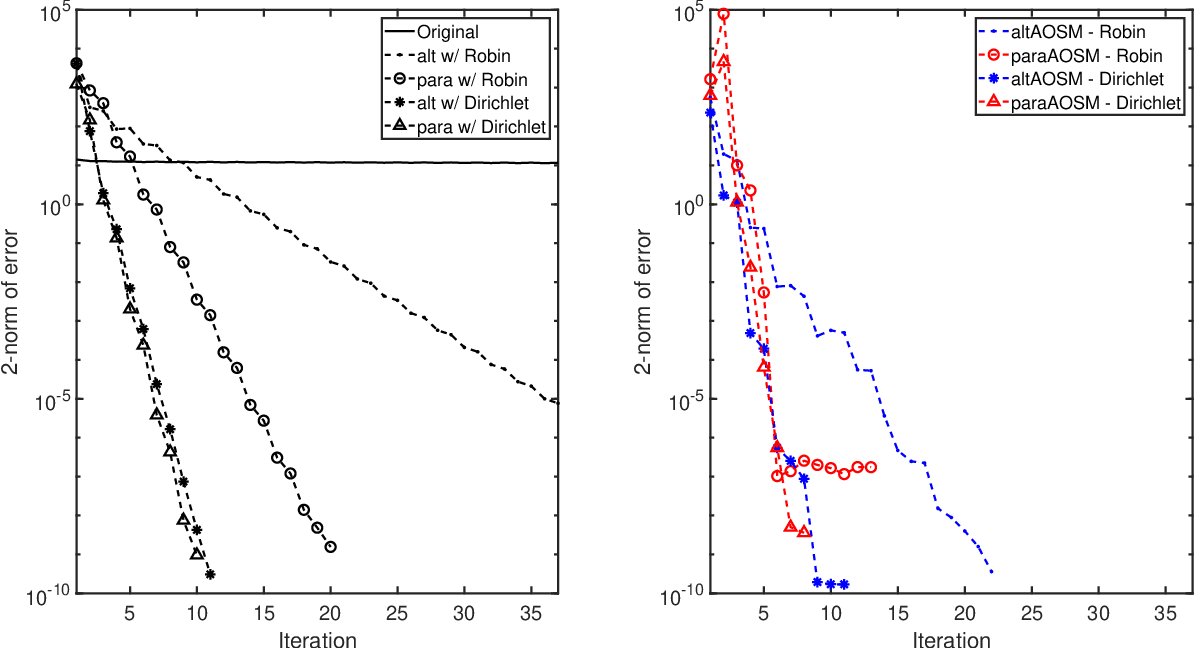 10^5
10^0
10^-5
10^-10
2-norm of error
5 10 15 20 25 30 35
Iteration
Original
alt w/ Robin
para w/ Robin
alt w/ Dirichlet
para w/ Dirichlet
10^5
10^0
10^-5
10^-10
2-norm of error
5 10 15 20 25 30 35
Iteration
altAOSM - Robin
paraAOSM - Robin
altAOSM - Dirichlet
paraAOSM - Dirichlet